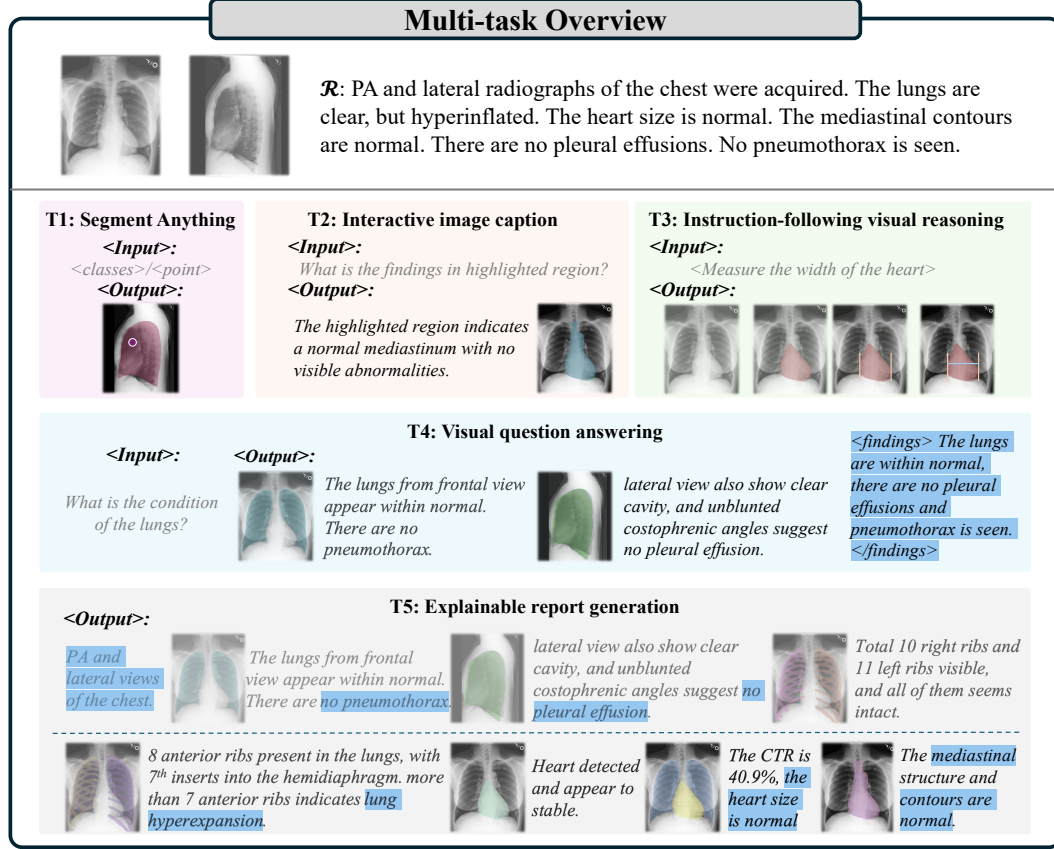 Multi-task Overview
𝓡: PA and lateral radiographs of the chest were acquired. The lungs are
clear, but hyperinflated. The heart size is normal. The mediastinal contours
are normal. There are no pleural effusions. No pneumothorax is seen.
T1: Segment Anything
<Input>:
<classes>/<point>
<Output>:
T2: Interactive image caption
<Input>:
What is the findings in highlighted region?
<Output>:
The highlighted region indicates
a normal mediastinum with no
visible abnormalities.
T3: Instruction-following visual reasoning
<Input>:
<Measure the width of the heart>
<Output>:
T4: Visual question answering
<Input>:
What is the condition
of the lungs?
<Output>:
The lungs from frontal view
appear within normal.
There are no
pneumothorax.
lateral view also show clear
cavity, and unblunted
costophrenic angles suggest
no pleural effusion.
<findings> The lungs
are within normal,
there are no pleural
effusions and
pneumothorax is seen.
</findings>
T5: Explainable report generation
<Output>:
PA and
lateral views
of the chest.
The lungs from frontal
view appear within normal.
There are no pneumothorax.
lateral view also show clear
cavity, and unblunted
costophrenic angles suggest no
pleural effusion.
Total 10 right ribs and
11 left ribs visible,
and all of them seems
intact.
8 anterior ribs present in the lungs, with
7th inserts into the hemidiaphragm. more
than 7 anterior ribs indicates lung
hyperexpansion.
Heart detected
and appear to
stable.
The CTR is
40.9%, the
heart size
is normal
The mediastinal
structure and
contours are
normal.